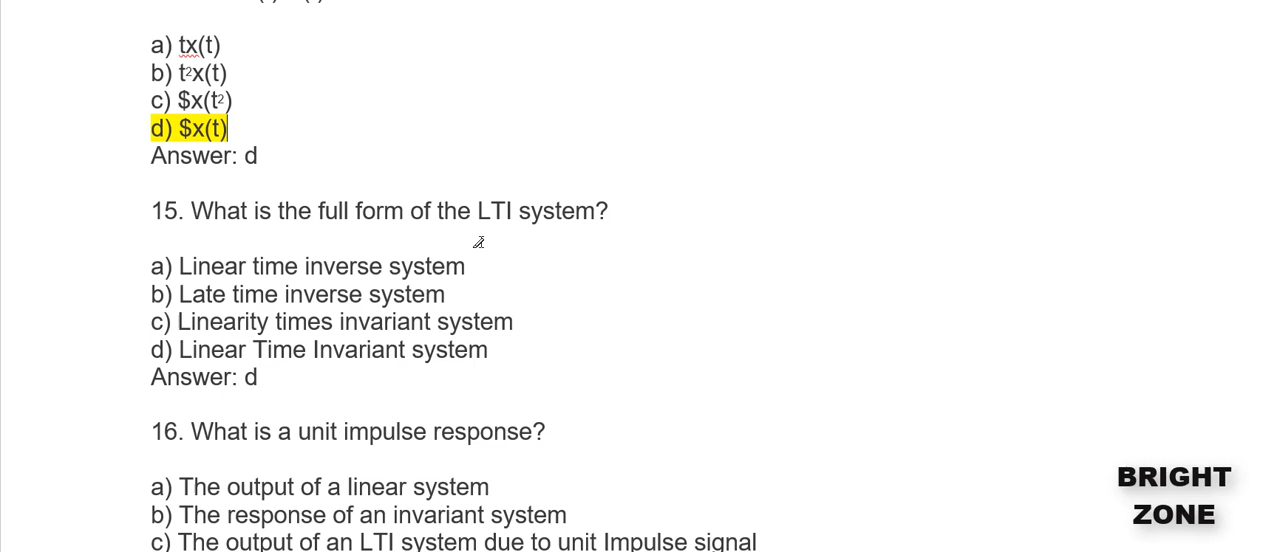 a) tx(t)
b) t²x(t)
c) $x(t²)
d) $x(t)
Answer: d
15. What is the full form of the LTI system?
a) Linear time inverse system
b) Late time inverse system
c) Linearity times invariant system
d) Linear Time Invariant system
Answer: d
16. What is a unit impulse response?
a) The output of a linear system
b) The response of an invariant system
c) The output of an LTI system due to unit Impulse signal
BRIGHT
ZONE